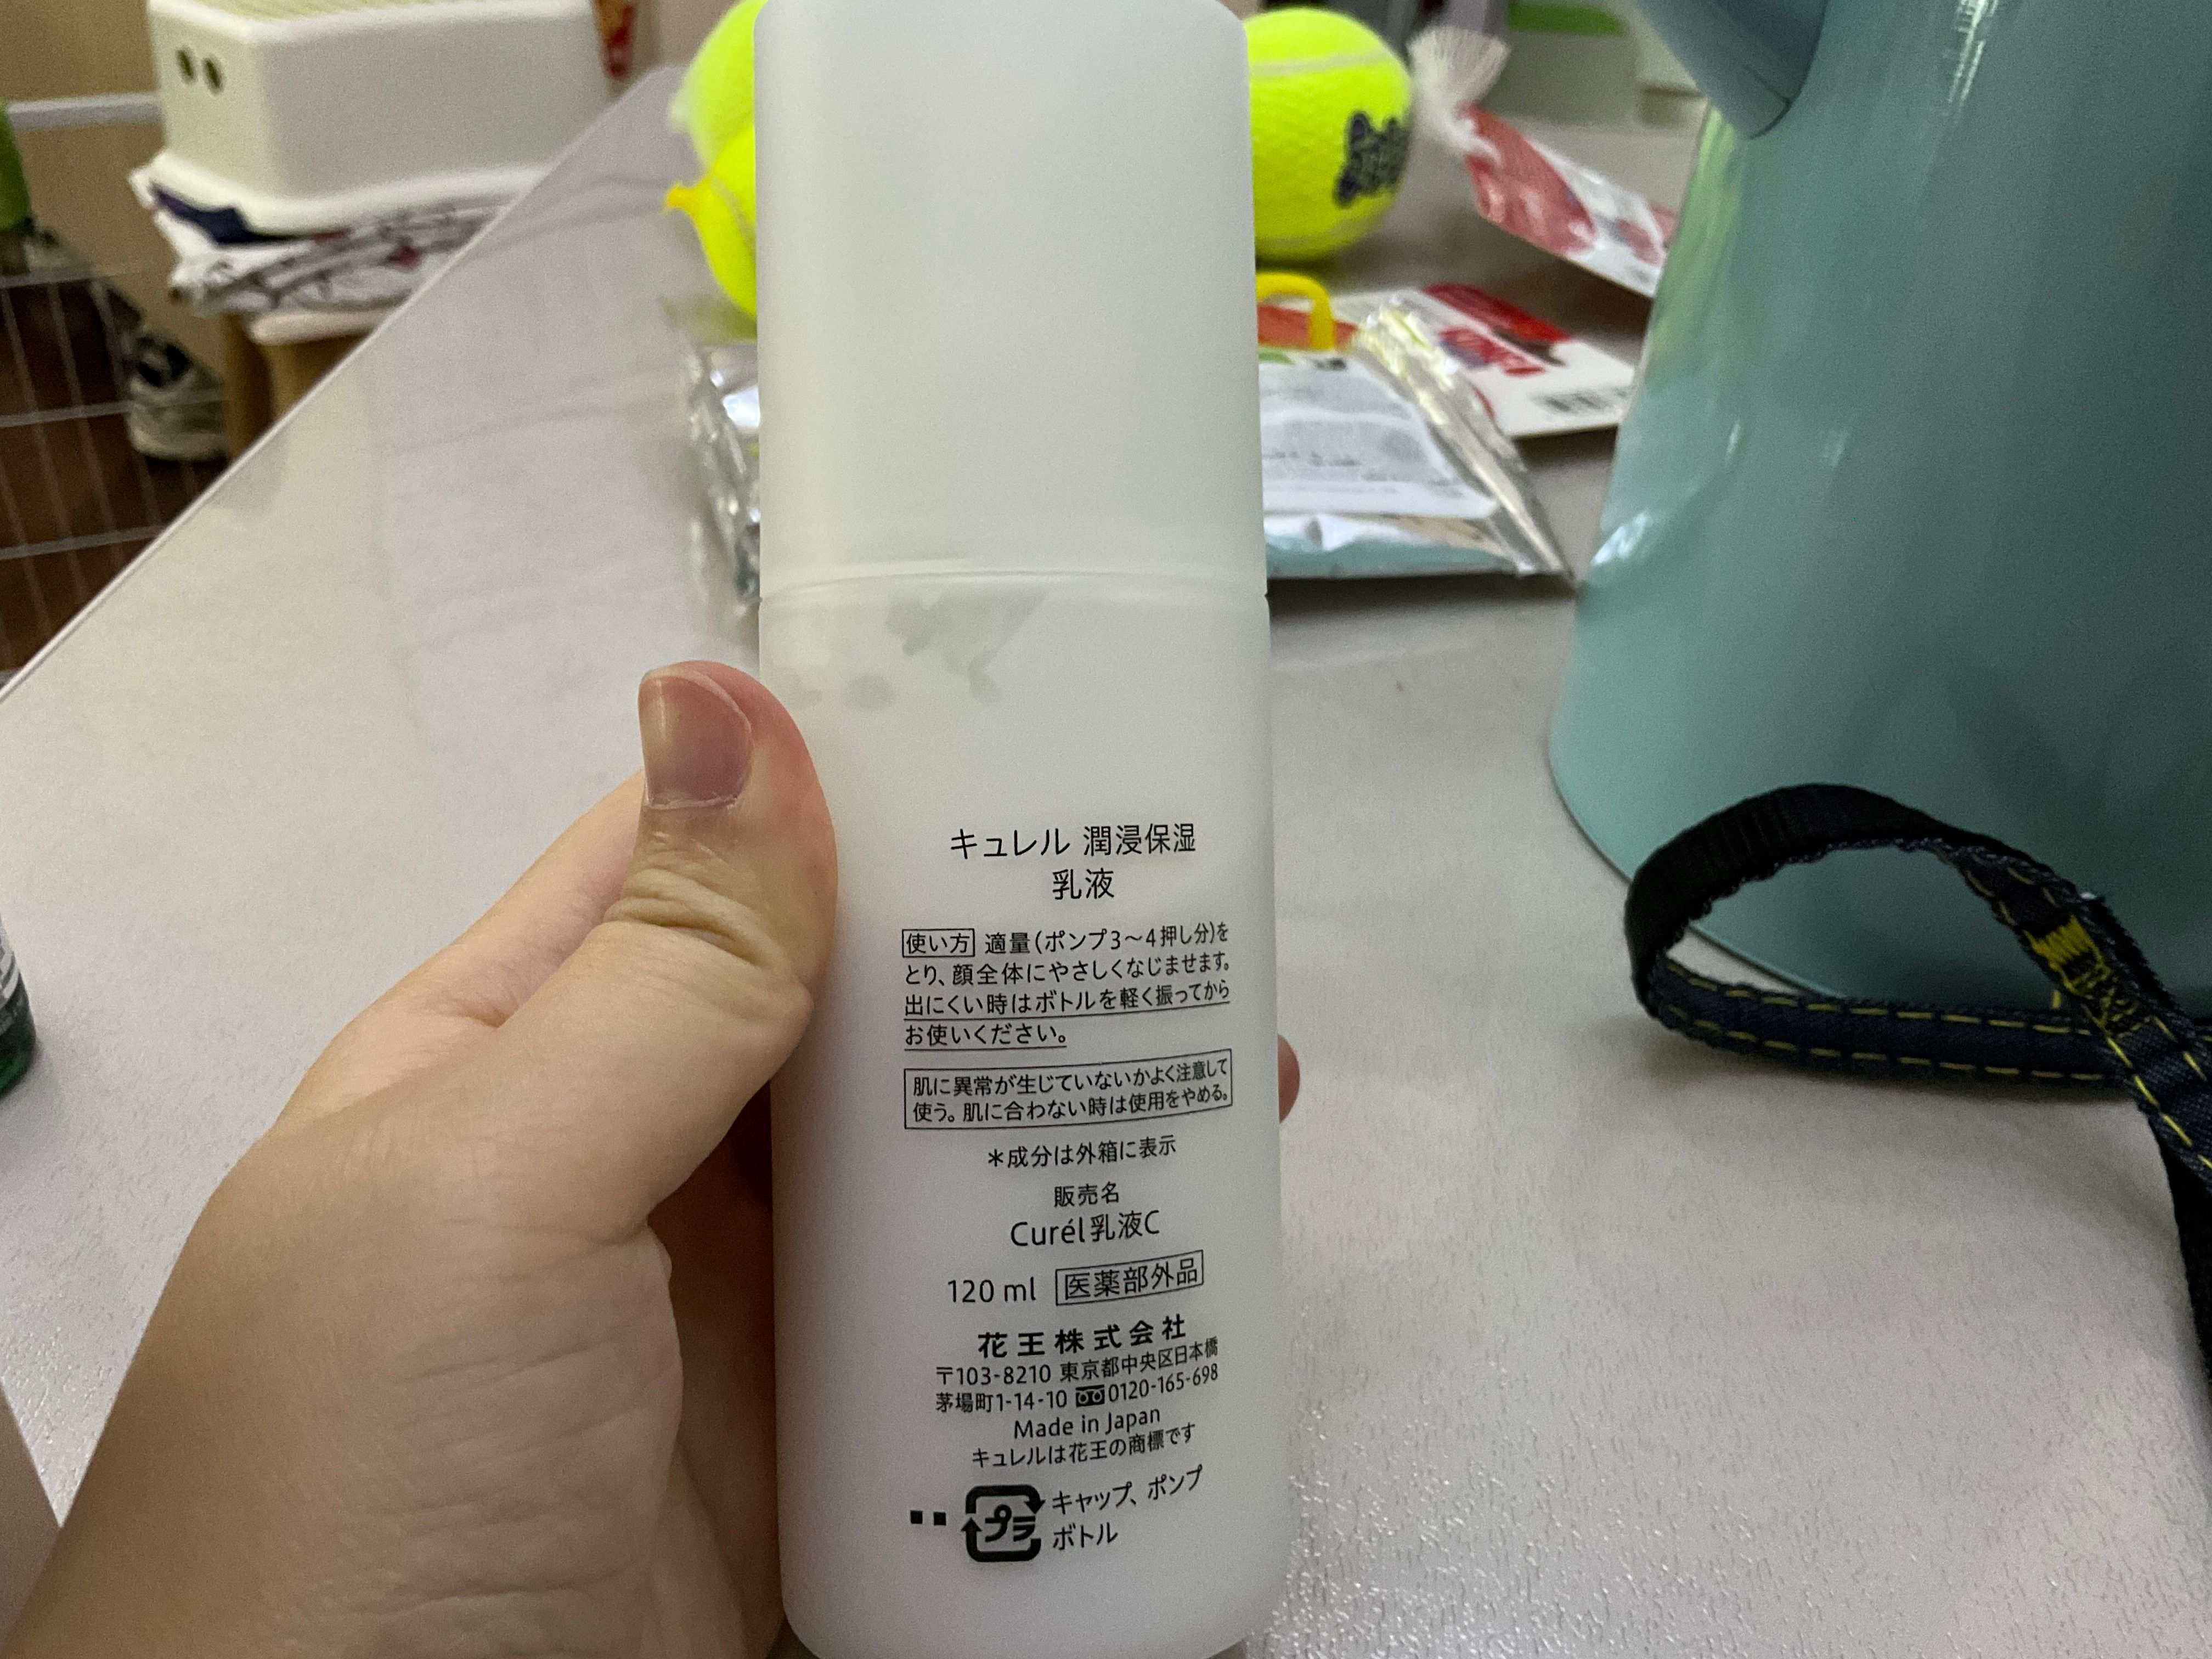 キュレル 潤浸保湿
乳液
使い方 適量(ポンプ3〜4押し分)を
とり、顔全体にやさしくなじませます。
出にくい時はボトルを軽く振ってから
お使いください。
肌に異常が生じていないかよく注意して
使う。肌に合わない時は使用をやめる。
＊成分は外箱に表示
販売名
Curél乳液C
120 ml 医薬部外品
花王株式会社
〒103-8210 東京都中央区日本橋
茅場町1-14-10 0120-165-698
Made in Japan
キュレルは花王の商標です
プラ キャップ、ポンプ
ボトル